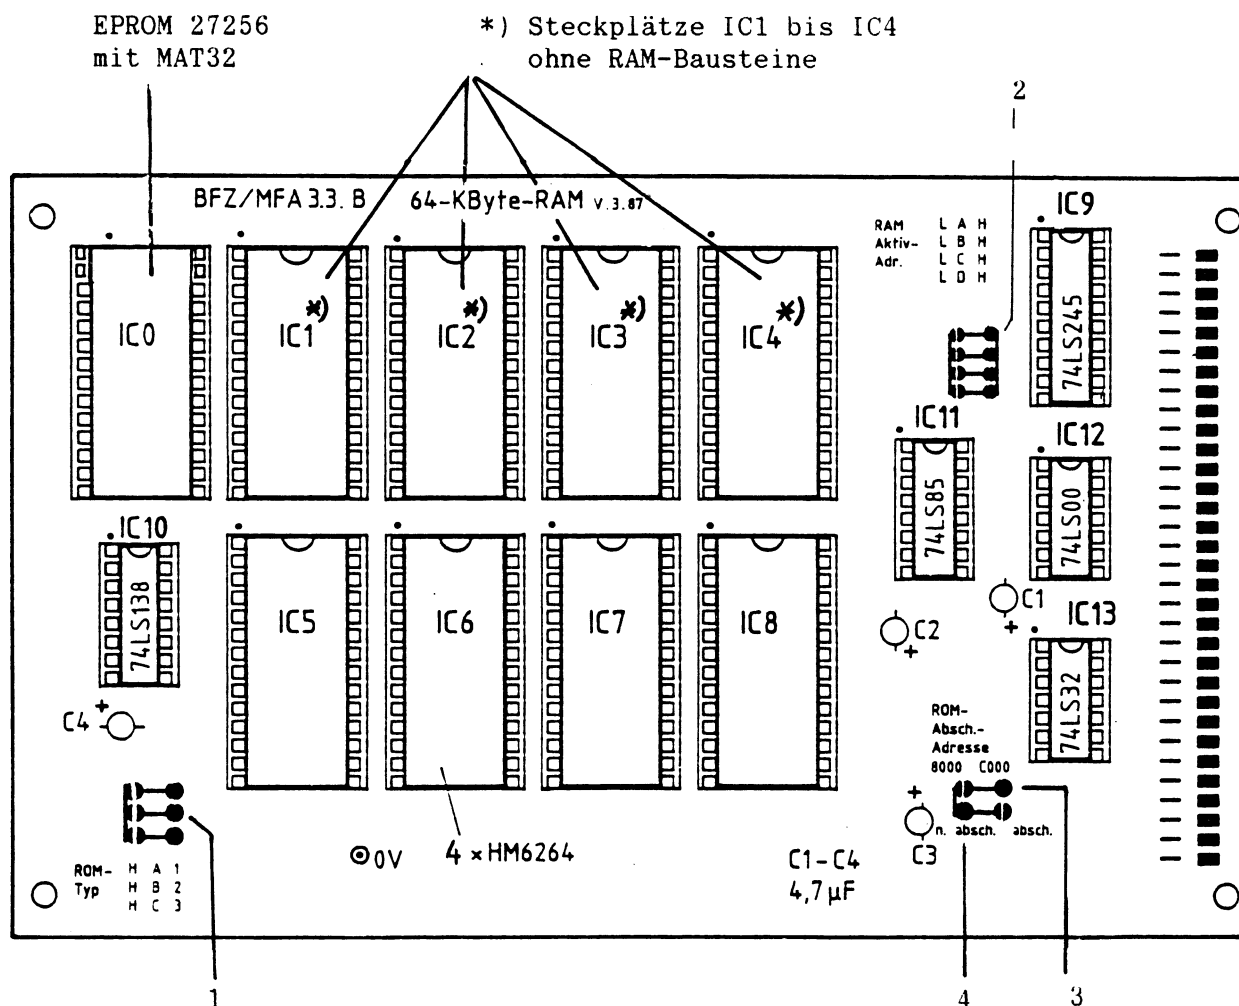 EPROM 27256
mit MAT32
*) Steckplätze IC1 bis IC4
ohne RAM-Bausteine
2
BFZ/MFA 3.3. B
64-KByte-RAM V.3.87
RAM L A H
Aktiv- L B H
Adr. L C H
L D H
IC9
74LS245
IC0
IC1 *)
IC2 *)
IC3 *)
IC4 *)
IC11
74LS85
IC12
74LS00
IC10
74LS138
IC5
IC6
IC7
IC8
C1
+
C2
+
IC13
74LS32
+
C4
ROM-
Absch.-
Adresse
8000 C000
+
C3
n. absch. absch.
0V
4 x HM6264
C1-C4
4,7 µF
ROM- H A 1
Typ H B 2
H C 3
1
4
3